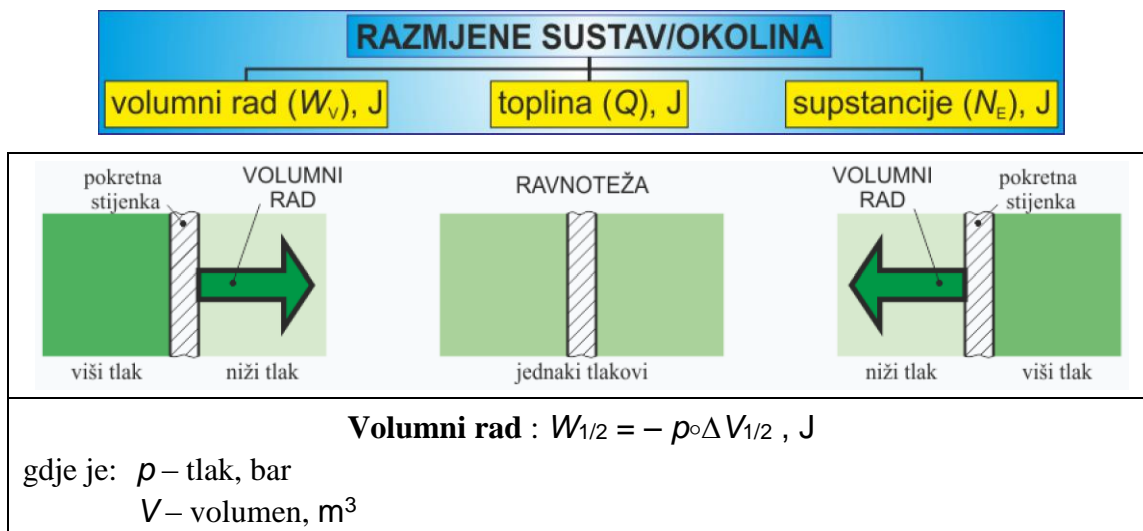 RAZMJENE SUSTAV/OKOLINA
volumni rad (Wᵥ), J
toplina (Q), J
supstancije (N_E), J
pokretna
stijenka
VOLUMNI
RAD
RAVNOTEŽA
VOLUMNI
RAD
pokretna
stijenka
viši tlak
niži tlak
jednaki tlakovi
niži tlak
viši tlak
Volumni rad : W1/2 = – p◦∆V1/2 , J
gdje je: p – tlak, bar
V – volumen, m³